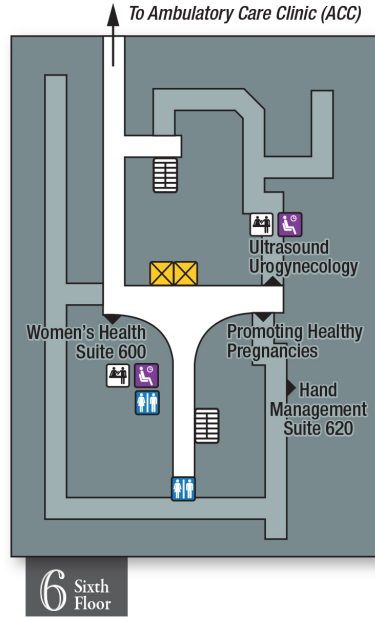 To Ambulatory Care Clinic (ACC)
Ultrasound
Urogynecology
Women's Health
Suite 600
Promoting Healthy
Pregnancies
Hand
Management
Suite 620
6 Sixth
Floor